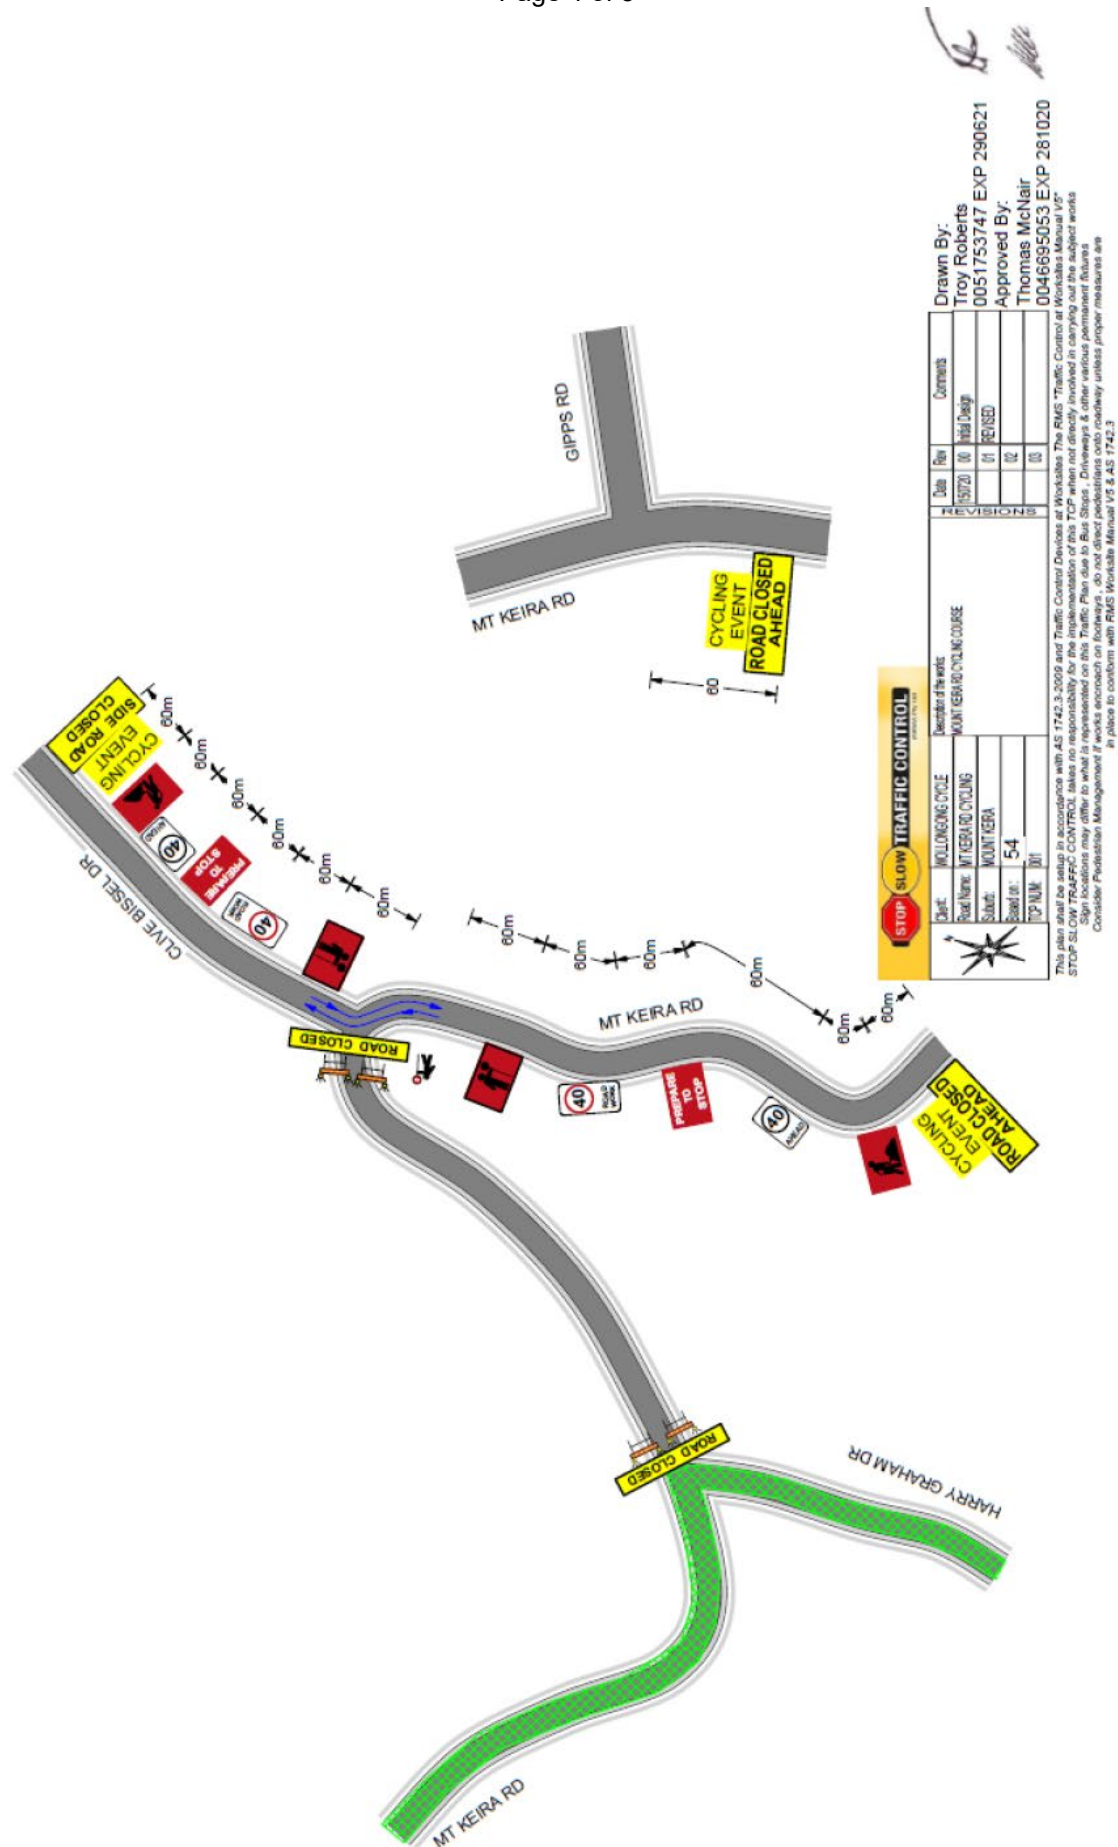 GIPPS RD
MT KEIRA RD
CYCLING
EVENT
ROAD CLOSED
AHEAD
60
SIDE ROAD
CLOSED
CYCLING
EVENT
40
AHEAD
PREPARE
TO
STOP
40
ROAD
WORK
CLIVE BISSEL DR
60m
60m
60m
60m
60m
60m
ROAD CLOSED
MT KEIRA RD
60m
60m
60m
60m
60m
40
ROAD
WORK
PREPARE
TO
STOP
40
AHEAD
CYCLING
EVENT
ROAD CLOSED
AHEAD
ROAD CLOSED
HARRY GRAHAM DR
MT KEIRA RD
STOP SLOW TRAFFIC CONTROL
Client: WOLLONGONG CYCLE
Road Name: MT KEIRA RD CYCLING
Suburb: MOUNT KEIRA
Based on: 54
TCP NUM: 001
Description of the works:
MOUNT KEIRA RD CYCLING COURSE
REVISIONS
Date Rev Comments
150720 00 Initial Design
01 REVISED
02
03
Drawn By:
Troy Roberts
0051753747 EXP 290621
Approved By:
Thomas McNair
0046695053 EXP 281020
This plan shall be setup in accordance with AS 1742.3-2009 and Traffic Control Devices at Worksites The RMS "Traffic Control at Worksites Manual V5"
STOP SLOW TRAFFIC CONTROL takes no responsibility for the implementation of this TCP when not directly involved in carrying out the subject works
Sign locations may differ to what is represented on this Traffic Plan due to Bus Stops , Driveways & other various permanent fixtures
Consider Pedestrian Management if works encroach on footways , do not direct pedestrians onto roadway unless proper measures are
in place to conform with RMS Worksite Manual V5 & AS 1742.3